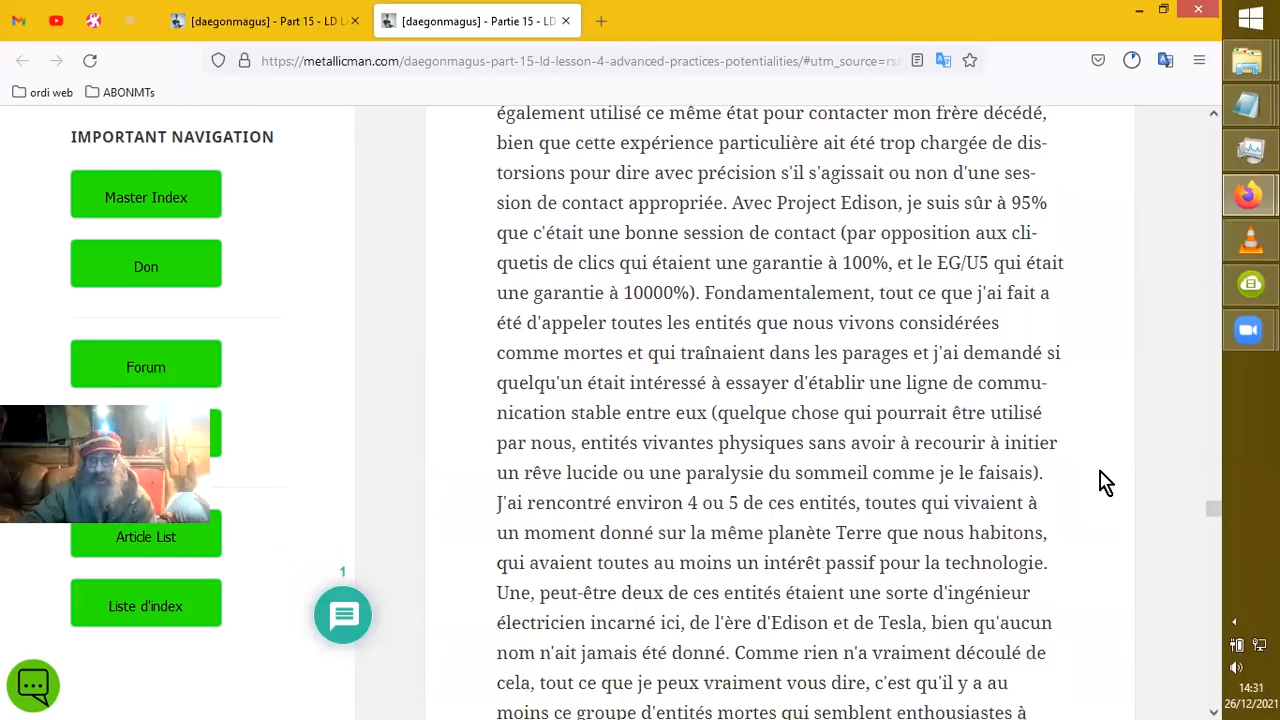 [daegonmagus] - Part 15 - LD L
[daegonmagus] - Partie 15 - LD
https://metallicman.com/daegonmagus-part-15-ld-lesson-4-advanced-practices-potentialities/#utm_source=rs
ordi web
ABONMTs
IMPORTANT NAVIGATION
Master Index
Don
Forum
Article List
Liste d'index
1
également utilisé ce même état pour contacter mon frère décédé,
bien que cette expérience particulière ait été trop chargée de dis-
torsions pour dire avec précision s'il s'agissait ou non d'une ses-
sion de contact appropriée. Avec Project Edison, je suis sûr à 95%
que c'était une bonne session de contact (par opposition aux cli-
quetis de clics qui étaient une garantie à 100%, et le EG/U5 qui était
une garantie à 10000%). Fondamentalement, tout ce que j'ai fait a
été d'appeler toutes les entités que nous vivons considérées
comme mortes et qui traînaient dans les parages et j'ai demandé si
quelqu'un était intéressé à essayer d'établir une ligne de commu-
nication stable entre eux (quelque chose qui pourrait être utilisé
par nous, entités vivantes physiques sans avoir à recourir à initier
un rêve lucide ou une paralysie du sommeil comme je le faisais).
J'ai rencontré environ 4 ou 5 de ces entités, toutes qui vivaient à
un moment donné sur la même planète Terre que nous habitons,
qui avaient toutes au moins un intérêt passif pour la technologie.
Une, peut-être deux de ces entités étaient une sorte d'ingénieur
électricien incarné ici, de l'ère d'Edison et de Tesla, bien qu'aucun
nom n'ait jamais été donné. Comme rien n'a vraiment découlé de
cela, tout ce que je peux vraiment vous dire, c'est qu'il y a au
moins ce groupe d'entités mortes qui semblent enthousiastes à
14:31
26/12/2021